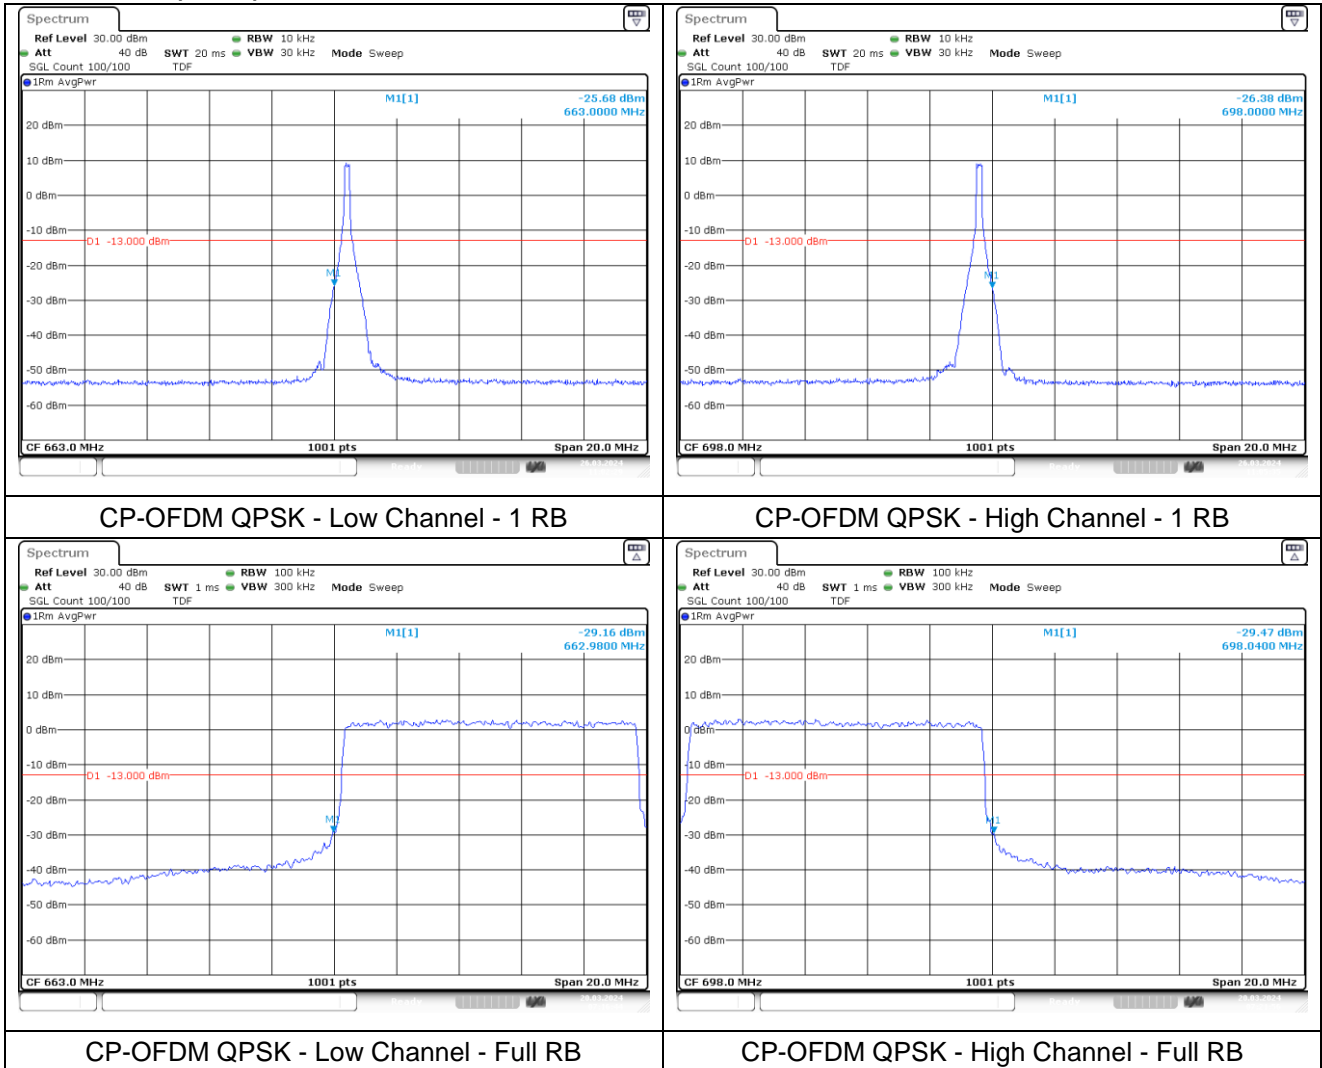 Spectrum
Ref Level 30.00 dBm RBW 10 kHz
Att 40 dB SWT 20 ms VBW 30 kHz Mode Sweep
SGL Count 100/100 TDF
1Rm AvgPwr
M1[1] -25.68 dBm
663.0000 MHz
20 dBm
10 dBm
0 dBm
-10 dBm
D1 -13.000 dBm
-20 dBm
M1
-30 dBm
-40 dBm
-50 dBm
-60 dBm
CF 663.0 MHz 1001 pts Span 20.0 MHz
Spectrum
Ref Level 30.00 dBm RBW 10 kHz
Att 40 dB SWT 20 ms VBW 30 kHz Mode Sweep
SGL Count 100/100 TDF
1Rm AvgPwr
M1[1] -26.38 dBm
698.0000 MHz
20 dBm
10 dBm
0 dBm
-10 dBm
D1 -13.000 dBm
-20 dBm
M1
-30 dBm
-40 dBm
-50 dBm
-60 dBm
CF 698.0 MHz 1001 pts Span 20.0 MHz
CP-OFDM QPSK - Low Channel - 1 RB
CP-OFDM QPSK - High Channel - 1 RB
Spectrum
Ref Level 30.00 dBm RBW 100 kHz
Att 40 dB SWT 1 ms VBW 300 kHz Mode Sweep
SGL Count 100/100 TDF
1Rm AvgPwr
M1[1] -29.16 dBm
662.9800 MHz
20 dBm
10 dBm
0 dBm
-10 dBm
D1 -13.000 dBm
-20 dBm
M1
-30 dBm
-40 dBm
-50 dBm
-60 dBm
CF 663.0 MHz 1001 pts Span 20.0 MHz
Spectrum
Ref Level 30.00 dBm RBW 100 kHz
Att 40 dB SWT 1 ms VBW 300 kHz Mode Sweep
SGL Count 100/100 TDF
1Rm AvgPwr
M1[1] -29.47 dBm
698.0400 MHz
20 dBm
10 dBm
0 dBm
-10 dBm
D1 -13.000 dBm
-20 dBm
M1
-30 dBm
-40 dBm
-50 dBm
-60 dBm
CF 698.0 MHz 1001 pts Span 20.0 MHz
CP-OFDM QPSK - Low Channel - Full RB
CP-OFDM QPSK - High Channel - Full RB